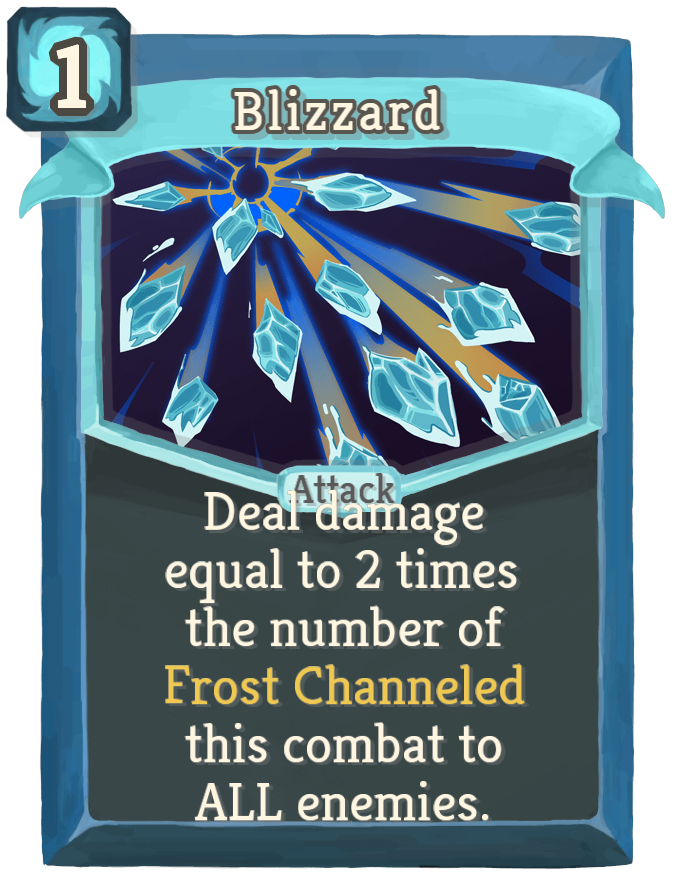 1
Blizzard
Attack
Deal damage
equal to 2 times
the number of
Frost Channeled
this combat to
ALL enemies.